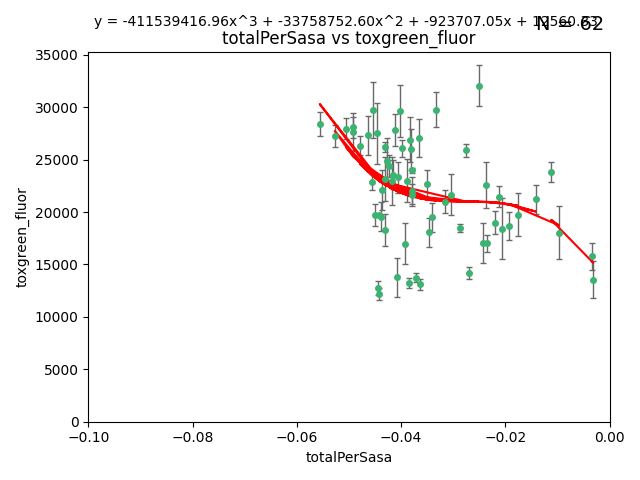 y = -411539416.96x^3 + -33758752.60x^2 + -923707.05x +
N = 62
totalPerSasa vs toxgreen_fluor
35000
30000
25000
20000
15000
10000
5000
0
toxgreen_fluor
−0.10 −0.08 −0.06 −0.04 −0.02 0.00
totalPerSasa